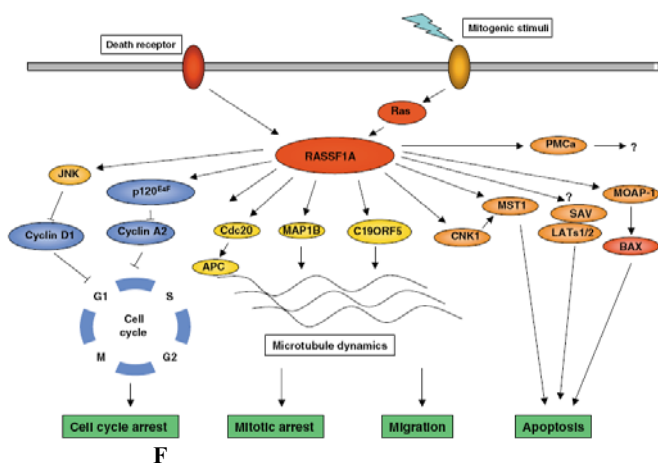 Mitogenic stimuli
Death receptor
Ras
PMCa
?
RASSF1A
JNK
p120E4F
MOAP-1
MST1
?
SAV
Cyclin D1
Cyclin A2
Cdc20
MAP1B
C19ORF5
CNK1
LATs1/2
BAX
APC
G1
S
Cell
cycle
M
G2
Microtubule dynamics
Cell cycle arrest
Mitotic arrest
Migration
Apoptosis
F